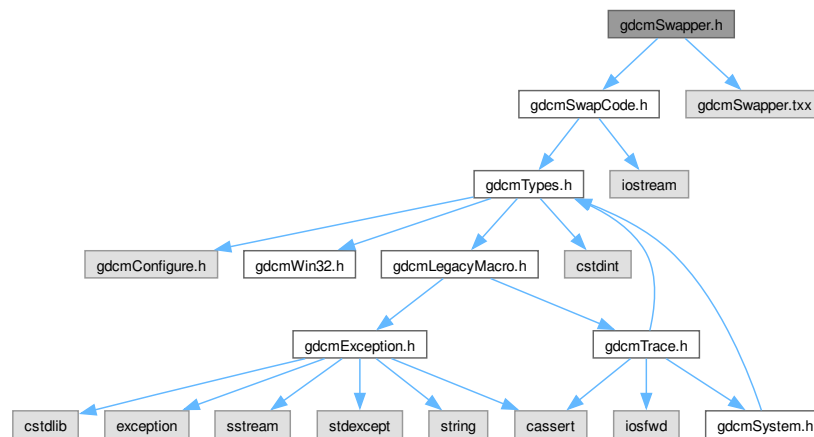 gdcmSwapper.h
gdcmSwapCode.h
gdcmSwapper.txx
gdcmTypes.h
iostream
gdcmConfigure.h
gdcmWin32.h
gdcmLegacyMacro.h
cstdint
gdcmException.h
gdcmTrace.h
cstdlib
exception
sstream
stdexcept
string
cassert
iosfwd
gdcmSystem.h